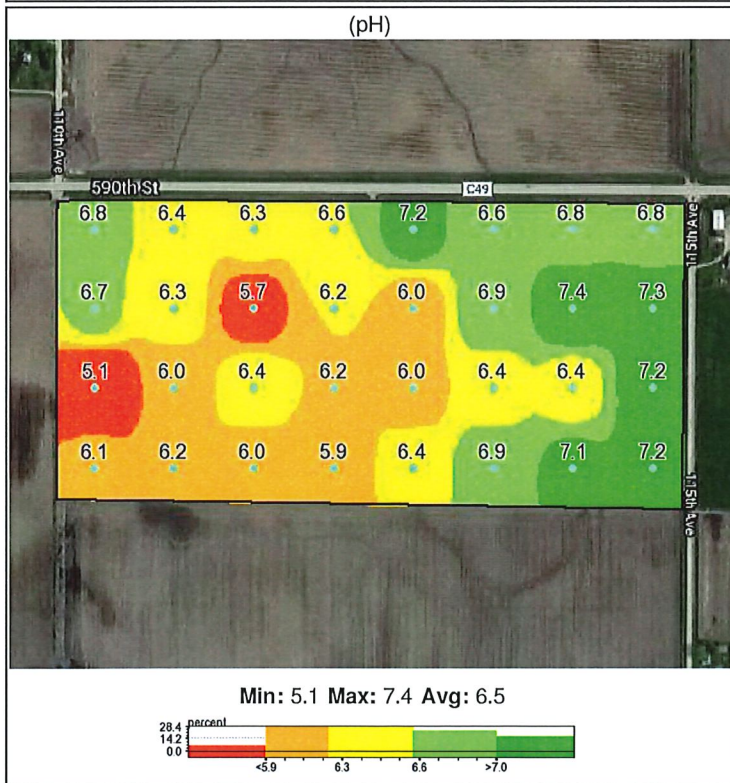 (pH)
110th Ave
590th St
C49
115th Ave
6.8 6.4 6.3 6.6 7.2 6.6 6.8 6.8
6.7 6.3 5.7 6.2 6.0 6.9 7.4 7.3
5.1 6.0 6.4 6.2 6.0 6.4 6.4 7.2
6.1 6.2 6.0 5.9 6.4 6.9 7.1 7.2
115th Ave
Min: 5.1 Max: 7.4 Avg: 6.5
percent
28.4
14.2
0.0
<5.9 6.3 6.6 >7.0